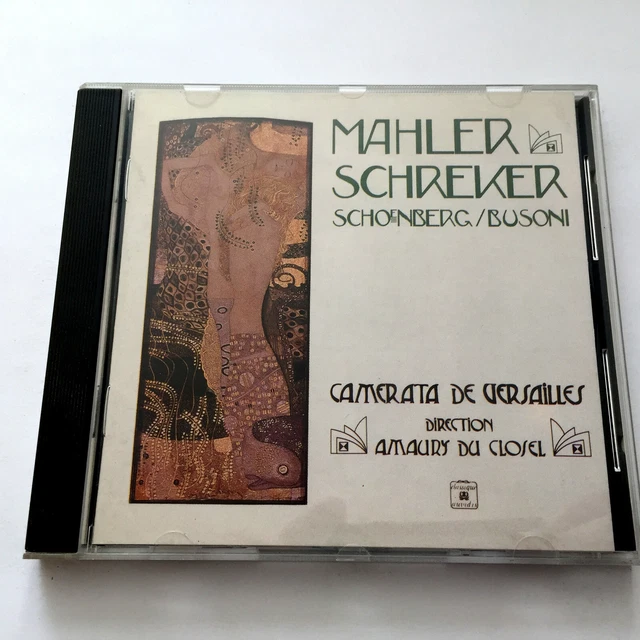 MAHLER
SCHREKER
SCHOENBERG/BUSONI
CAMERATA DE VERSAILLES
DIRECTION
AMAURY DU CLOSEL